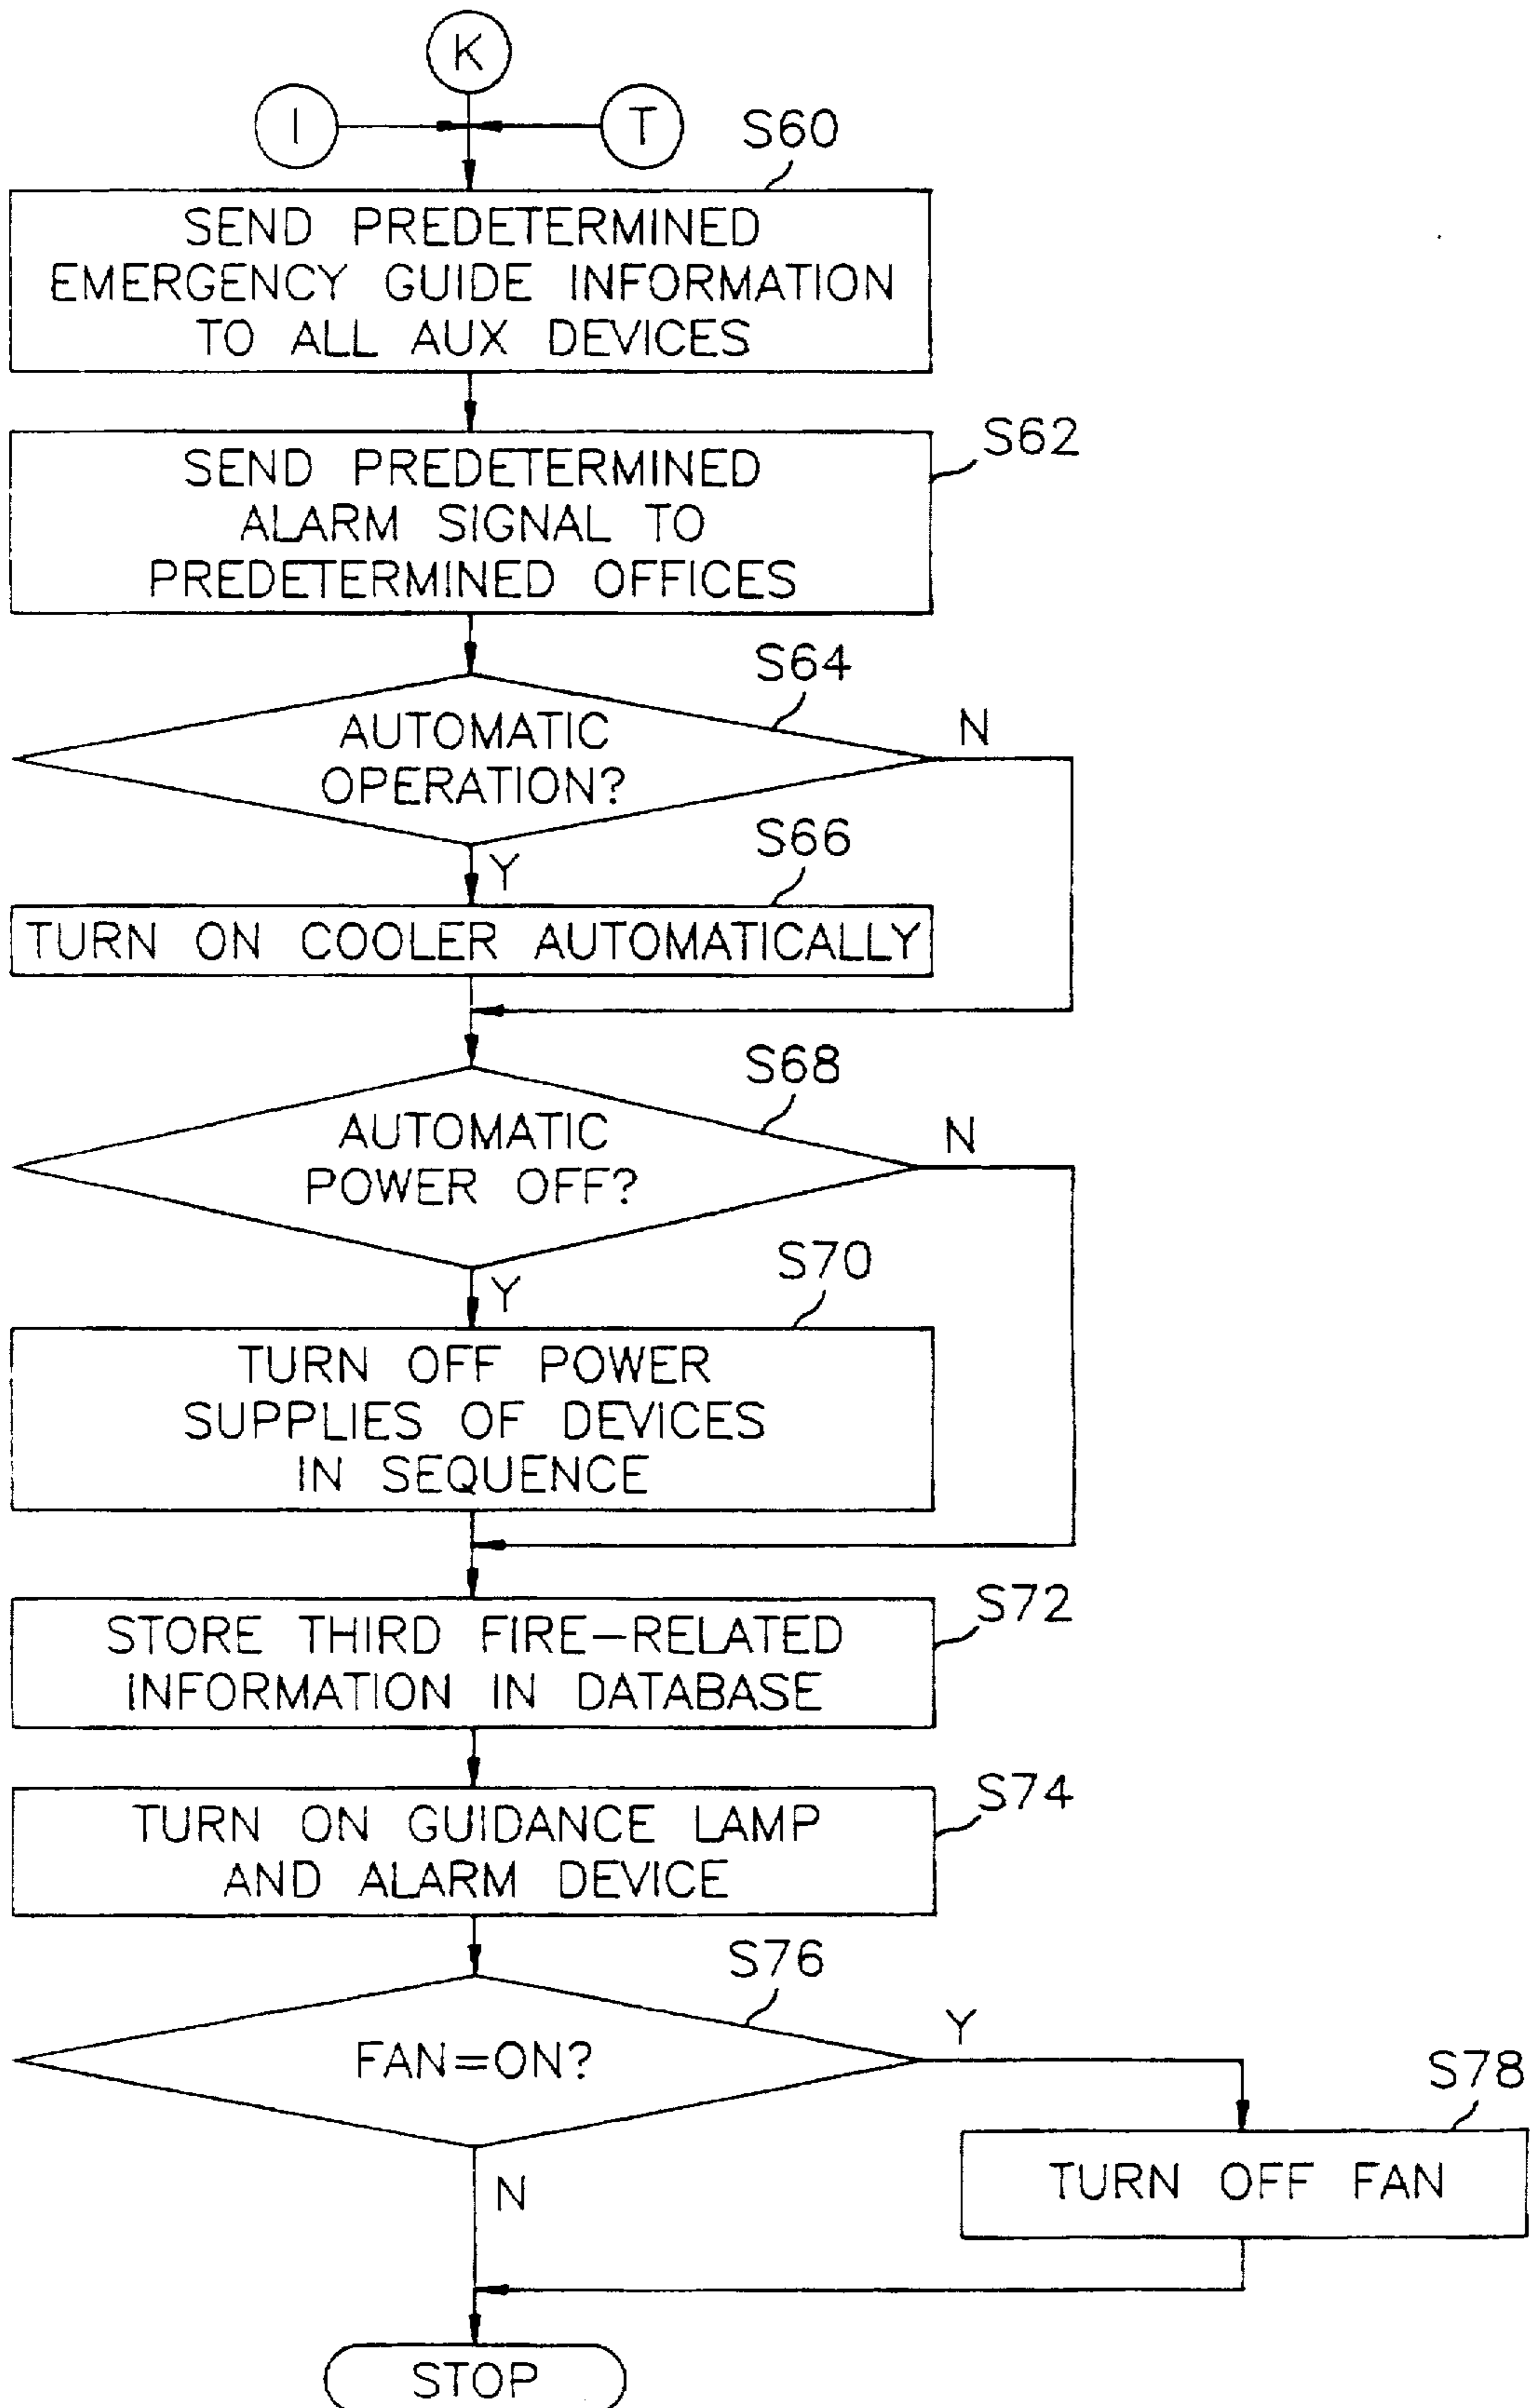 K
I
T
S60
SEND PREDETERMINED
EMERGENCY GUIDE INFORMATION
TO ALL AUX DEVICES
S62
SEND PREDETERMINED
ALARM SIGNAL TO
PREDETERMINED OFFICES
S64
AUTOMATIC
OPERATION?
N
Y
S66
TURN ON COOLER AUTOMATICALLY
S68
AUTOMATIC
POWER OFF?
N
Y
S70
TURN OFF POWER
SUPPLIES OF DEVICES
IN SEQUENCE
S72
STORE THIRD FIRE-RELATED
INFORMATION IN DATABASE
S74
TURN ON GUIDANCE LAMP
AND ALARM DEVICE
S76
FAN=ON?
Y
N
S78
TURN OFF FAN
STOP